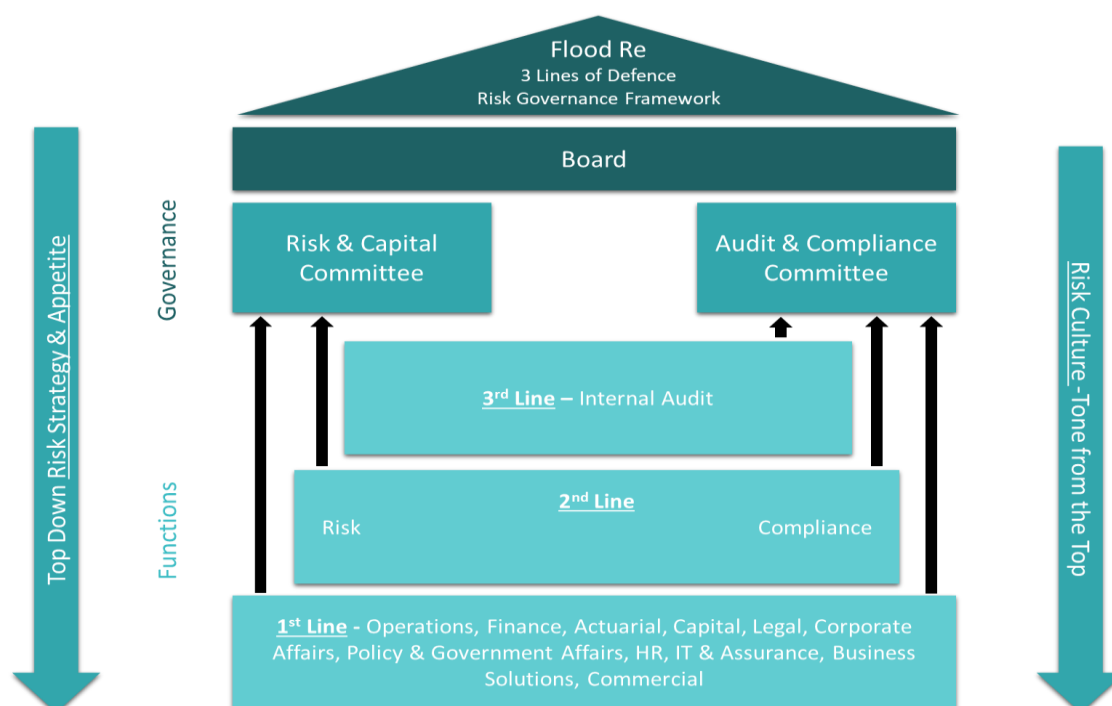 Flood Re
3 Lines of Defence
Risk Governance Framework
Board
Governance
Risk & Capital
Committee
Audit & Compliance
Committee
Top Down Risk Strategy & Appetite
Risk Culture -Tone from the Top
3rd Line – Internal Audit
Functions
2nd Line
Risk
Compliance
1st Line - Operations, Finance, Actuarial, Capital, Legal, Corporate
Affairs, Policy & Government Affairs, HR, IT & Assurance, Business
Solutions, Commercial